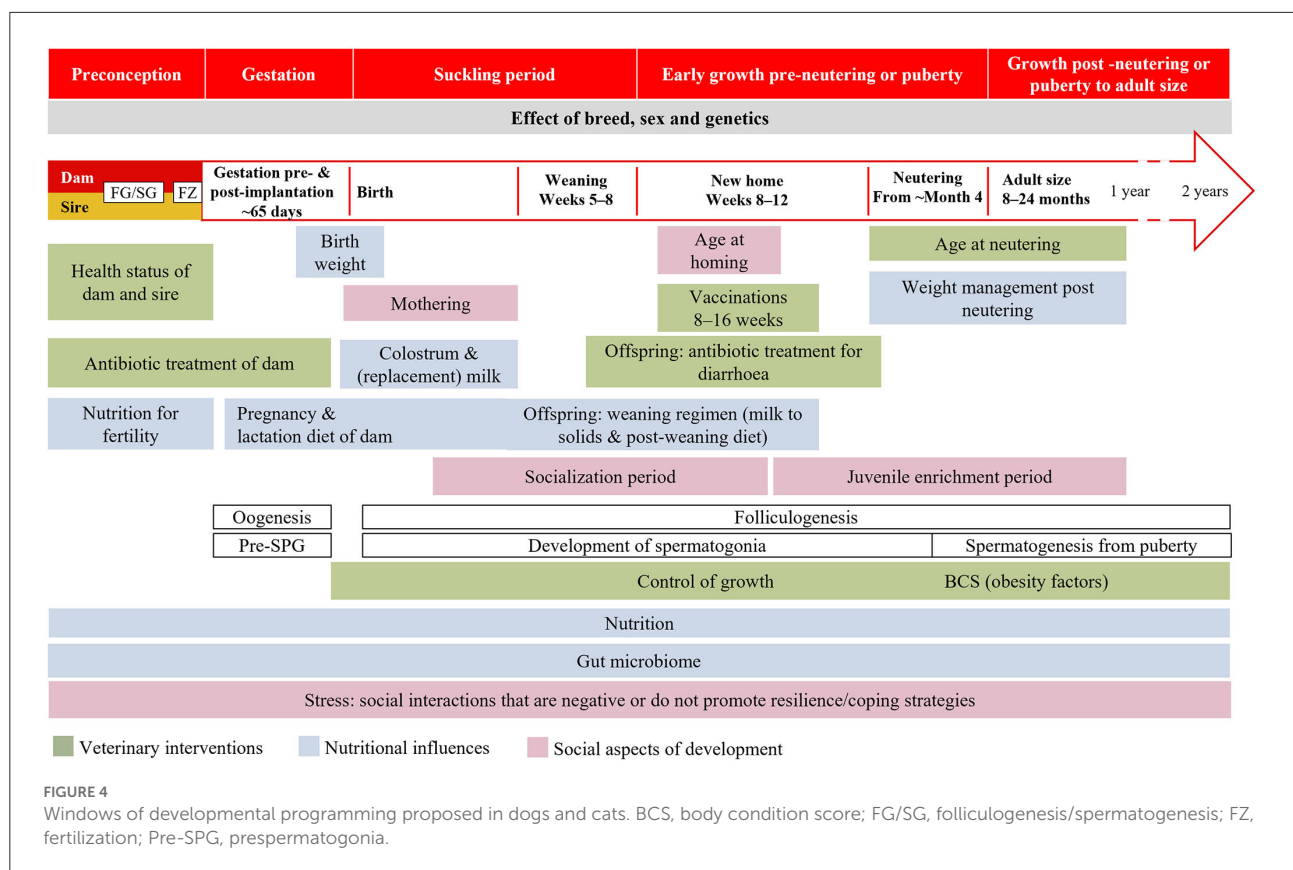 Preconception
Gestation
Suckling period
Early growth pre-neutering or puberty
Growth post -neutering or
puberty to adult size
Effect of breed, sex and genetics
Dam
Sire
FG/SG
FZ
Gestation pre- &
post-implantation
~65 days
Birth
Weaning
Weeks 5–8
New home
Weeks 8–12
Neutering
From ~Month 4
Adult size
8–24 months
1 year
2 years
Health status of
dam and sire
Birth
weight
Age at
homing
Age at neutering
Mothering
Vaccinations
8–16 weeks
Weight management post
neutering
Antibiotic treatment of dam
Colostrum &
(replacement) milk
Offspring: antibiotic treatment for
diarrhoea
Nutrition for
fertility
Pregnancy &
lactation diet of dam
Offspring: weaning regimen (milk to
solids & post-weaning diet)
Socialization period
Juvenile enrichment period
Oogenesis
Folliculogenesis
Pre-SPG
Development of spermatogonia
Spermatogenesis from puberty
Control of growth
BCS (obesity factors)
Nutrition
Gut microbiome
Stress: social interactions that are negative or do not promote resilience/coping strategies
Veterinary interventions
Nutritional influences
Social aspects of development
FIGURE 4
Windows of developmental programming proposed in dogs and cats. BCS, body condition score; FG/SG, folliculogenesis/spermatogenesis; FZ,
fertilization; Pre-SPG, prespermatogonia.